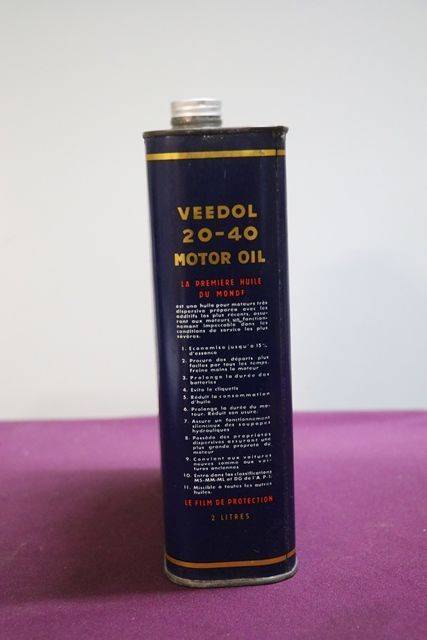 VEEDOL
20-40
MOTOR OIL
LA PREMIÈRE HUILE
DU MONDE
est une huile pour moteurs très
dispersive préparée avec les
additifs les plus récents, assu-
rant aux moteurs un fonction-
nement impeccable dans les
conditions de service les plus
sévères.
1. Economise jusqu'à 15%
d'essence
2. Procure des départs plus
faciles par tous les temps.
Freine moins le moteur
3. Prolonge la durée des
batteries
4. Evite le cliquetis
5. Réduit la consommation
d'huile
6. Prolonge la durée du mo-
teur. Réduit son usure.
7. Assure un fonctionnement
silencieux des soupapes
hydrauliques
8. Possède des propriétés
dispersives assurant une
plus grande propreté du
moteur
9. Convient aux voitures
neuves comme aux voi-
tures anciennes
10. Entre dans les classifications
MS-MM-ML et DG de l'A.P.I.
11. Miscible à toutes les autres
huiles.
LE FILM DE PROTECTION
2 LITRES